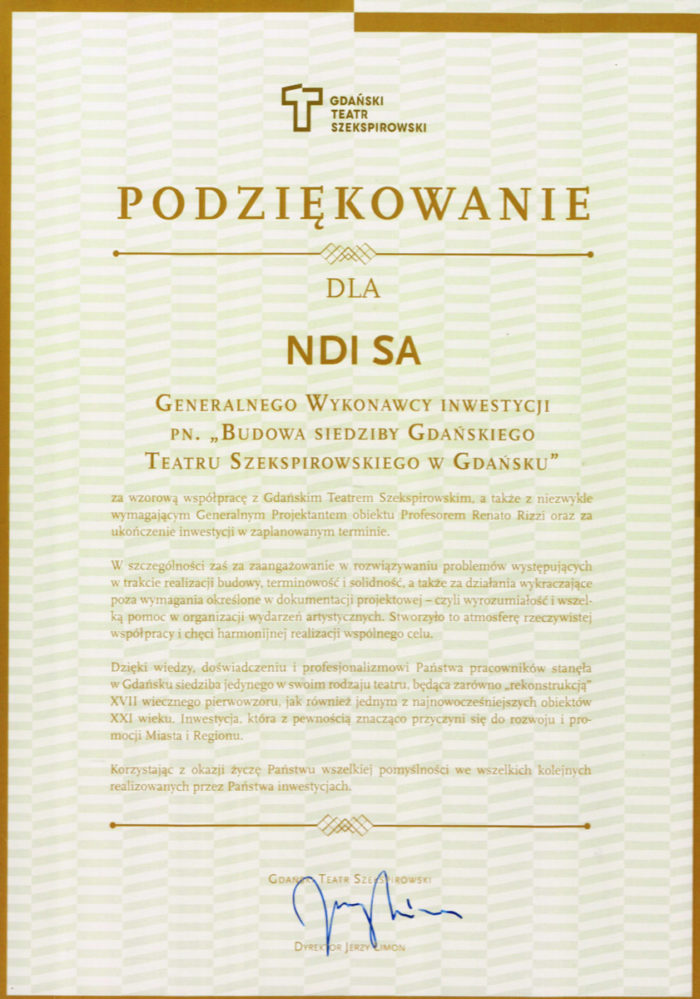 GDAŃSKI
TEATR
SZEKSPIROWSKI
PODZIĘKOWANIE
DLA
NDI SA
Generalnego Wykonawcy inwestycji
pn. „Budowa siedziby Gdańskiego
Teatru Szekspirowskiego w Gdańsku”
za wzorową współpracę z Gdańskim Teatrem Szekspirowskim, a także z niezwykle
wymagającym Generalnym Projektantem obiektu Profesorem Renato Rizzi oraz za
ukończenie inwestycji w zaplanowanym terminie.
W szczególności zaś za zaangażowanie w rozwiązywaniu problemów występujących
w trakcie realizacji budowy, terminowość i solidność, a także za działania wykraczające
poza wymagania określone w dokumentacji projektowej – czyli wyrozumiałość i wszel-
ką pomoc w organizacji wydarzeń artystycznych. Stworzyło to atmosferę rzeczywistej
współpracy i chęci harmonijnej realizacji wspólnego celu.
Dzięki wiedzy, doświadczeniu i profesjonalizmowi Państwa pracowników stanęła
w Gdańsku siedziba jedynego w swoim rodzaju teatru, będąca zarówno „rekonstrukcją”
XVII wiecznego pierwowzoru, jak również jednym z najnowocześniejszych obiektów
XXI wieku. Inwestycja, która z pewnością znacząco przyczyni się do rozwoju i pro-
mocji Miasta i Regionu.
Korzystając z okazji życzę Państwu wszelkiej pomyślności we wszelkich kolejnych
realizowanych przez Państwa inwestycjach.
Gdański Teatr Szekspirowski
Dyrektor Jerzy Limon